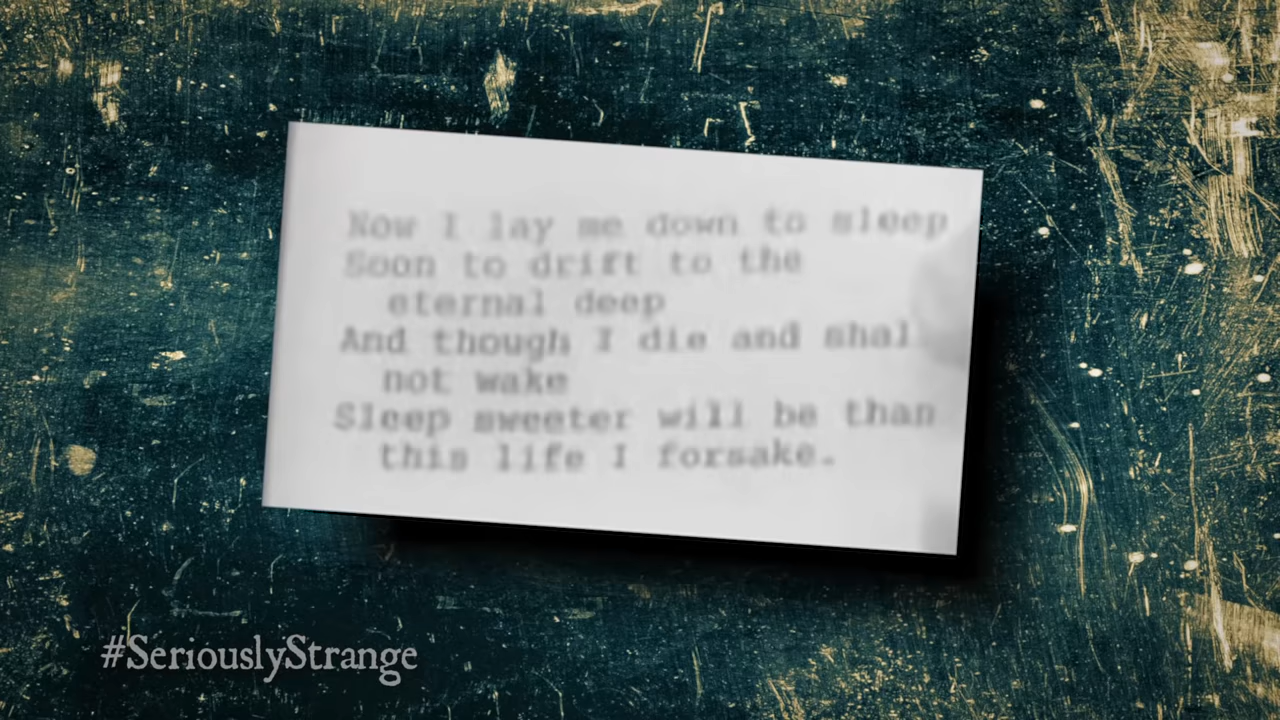 Now I lay me down to sleep
Soon to drift to the
eternal deep
And though I die and shal
not wake
Sleep sweeter will be than
this life I forsake.
#SeriouslyStrange